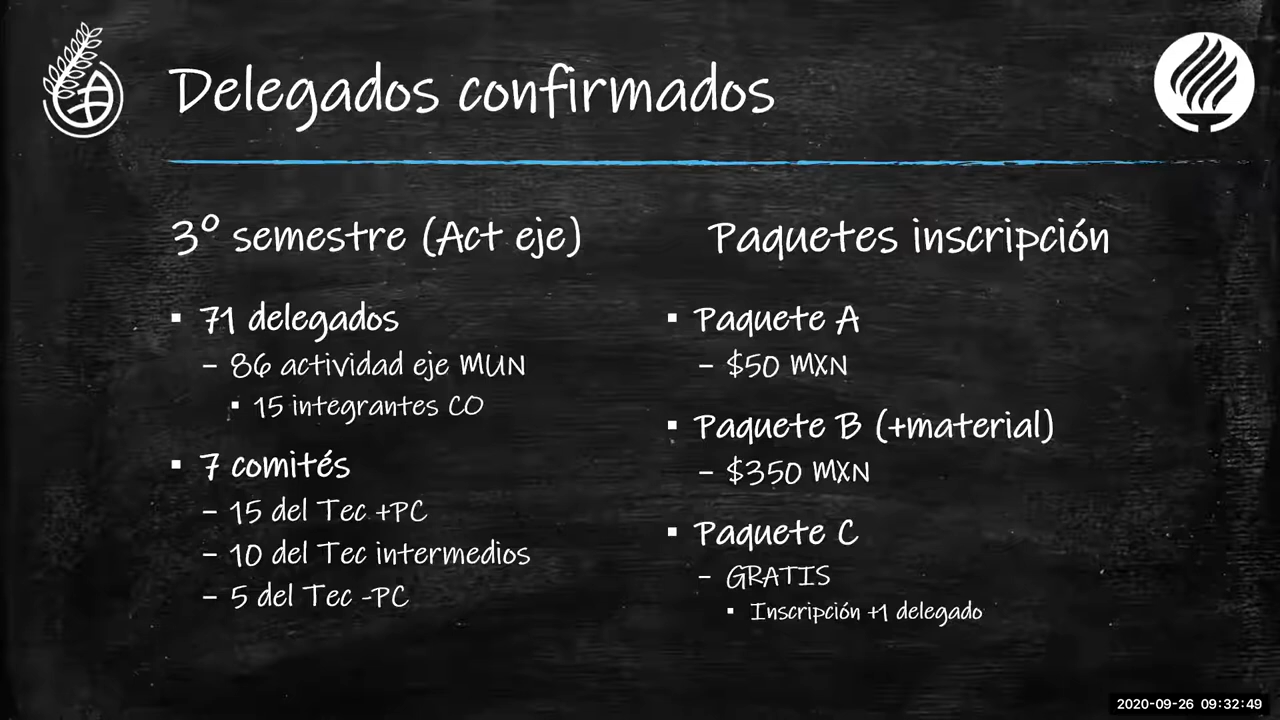 Delegados confirmados
3º semestre (Act eje)
▪ 71 delegados
– 86 actividad eje MUN
▪ 15 integrantes CO
▪ 7 comités
– 15 del Tec +PC
– 10 del Tec intermedios
– 5 del Tec -PC
Paquetes inscripción
▪ Paquete A
– $50 MXN
▪ Paquete B (+material)
– $350 MXN
▪ Paquete C
– GRATIS
▪ Inscripción +1 delegado
2020-09-26 09:32:49